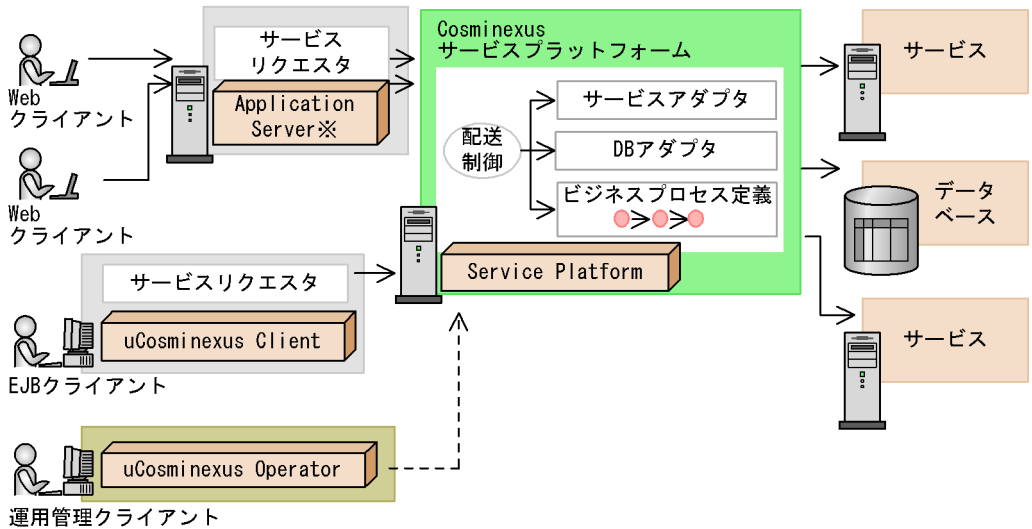 Web
クライアント
Web
クライアント
サービス
リクエスタ
Application
Server※
Cosminexus
サービスプラットフォーム
配送
制御
サービスアダプタ
DBアダプタ
ビジネスプロセス定義
Service Platform
サービス
データ
ベース
サービス
サービスリクエスタ
uCosminexus Client
EJBクライアント
uCosminexus Operator
運用管理クライアント